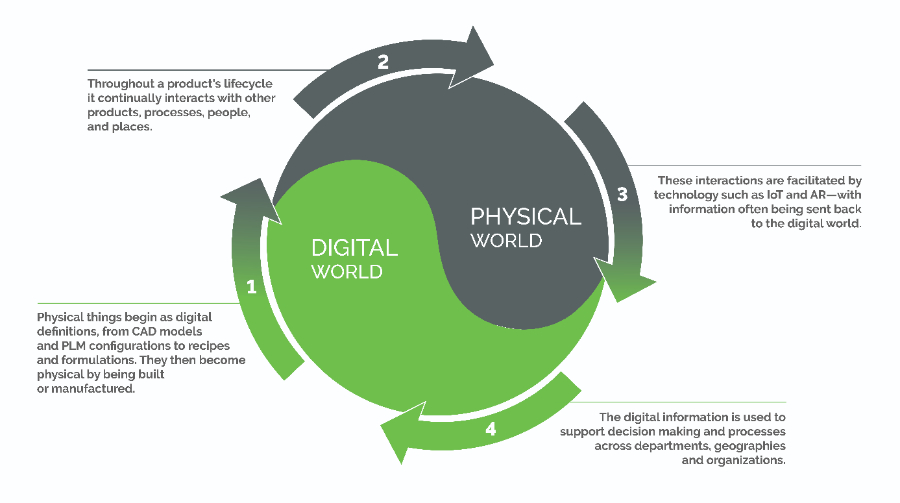 2
Throughout a product's lifecycle
it continually interacts with other
products, processes, people,
and places.
3
These interactions are facilitated by
technology such as IoT and AR—with
information often being sent back
to the digital world.
PHYSICAL
WORLD
DIGITAL
WORLD
1
Physical things begin as digital
definitions, from CAD models
and PLM configurations to recipes
and formulations. They then become
physical by being built
or manufactured.
4
The digital information is used to
support decision making and processes
across departments, geographies
and organizations.